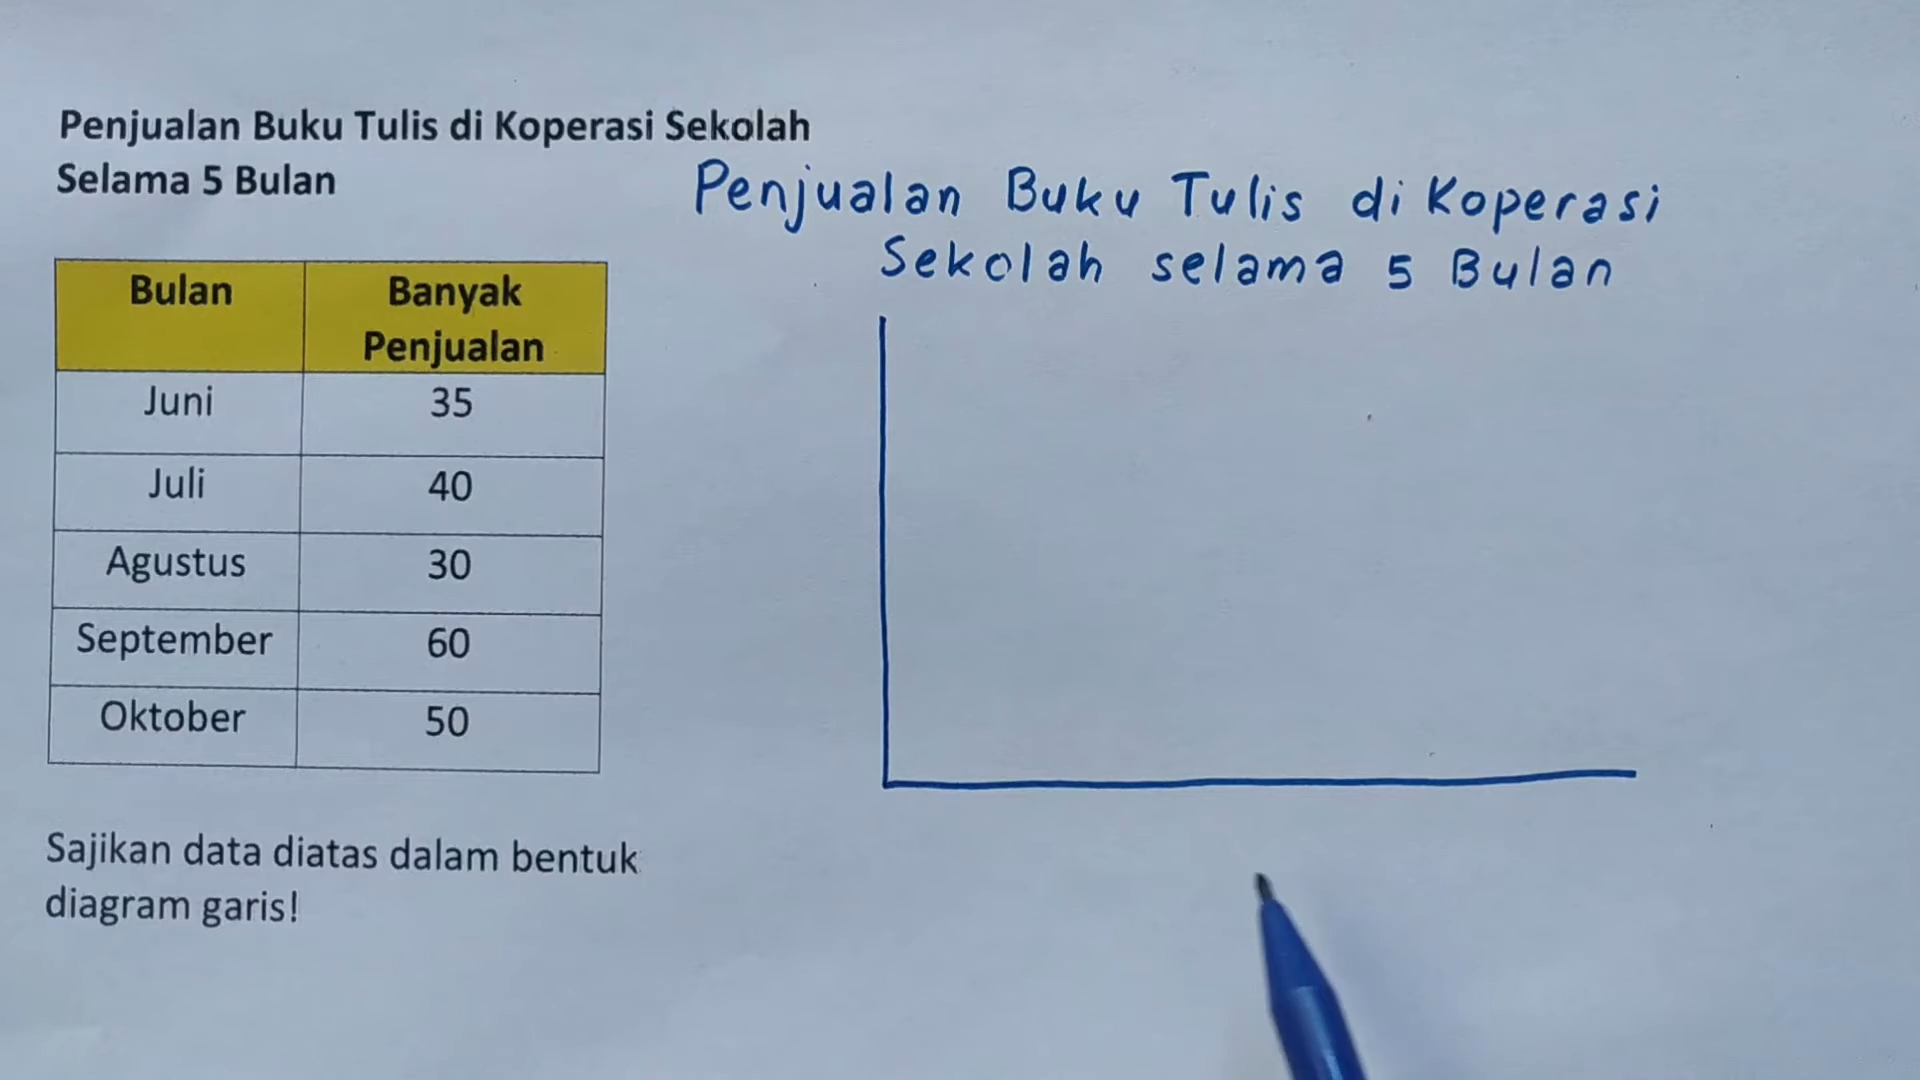 Penjualan Buku Tulis di Koperasi Sekolah
Selama 5 Bulan
Penjualan Buku Tulis di Koperasi
Sekolah selama 5 Bulan
Bulan Banyak Penjualan
Juni 35
Juli 40
Agustus 30
September 60
Oktober 50
Sajikan data diatas dalam bentuk
diagram garis!